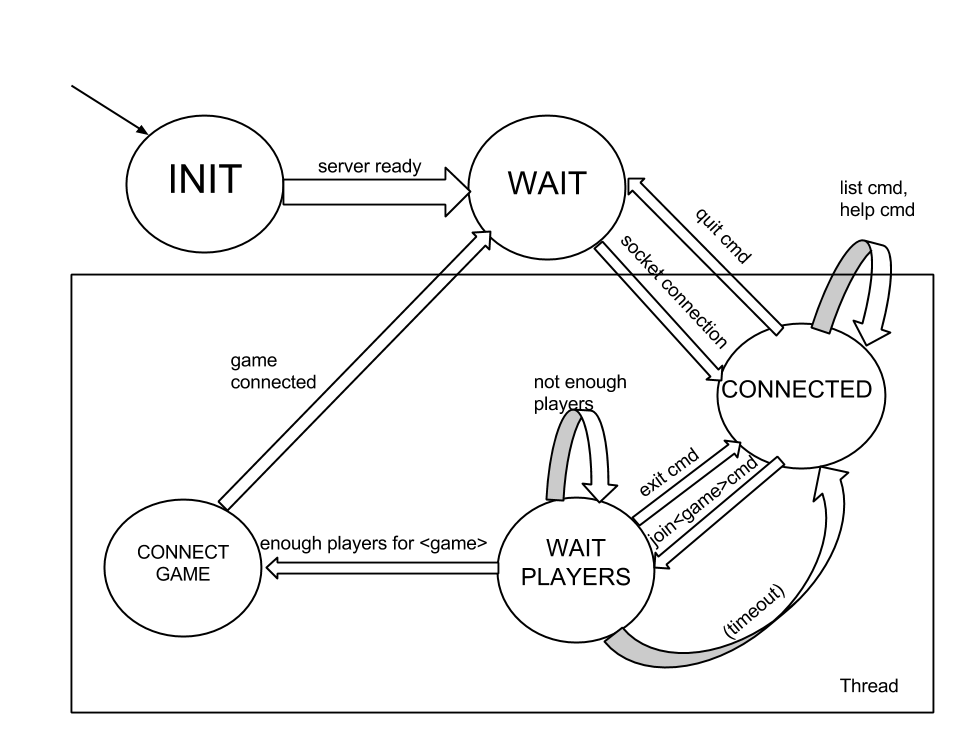 INIT
server ready
WAIT
list cmd,
help cmd
quit cmd
socket connection
game
connected
not enough
players
CONNECTED
exit cmd
join<game>cmd
CONNECT
GAME
enough players for <game>
WAIT
PLAYERS
(timeout)
Thread